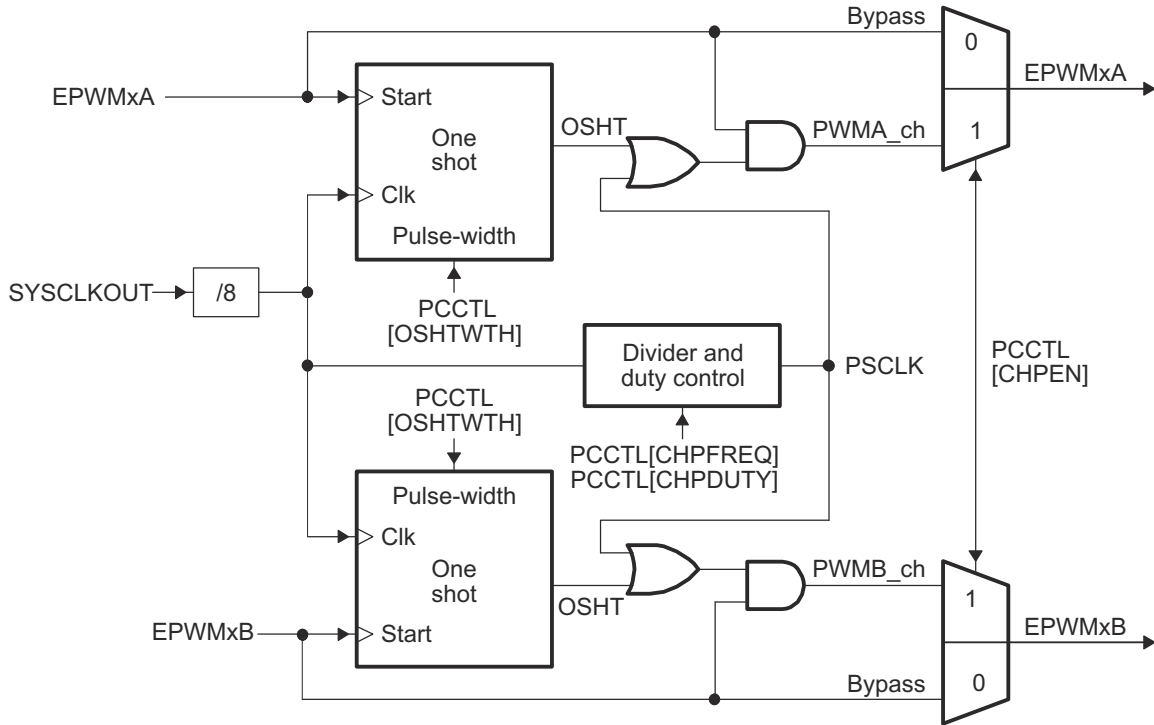 Bypass
0
EPWMxA
EPWMxA
Start
OSHT
PWMA_ch
1
One
shot
Clk
Pulse-width
SYSCLKOUT
/8
PCCTL
[OSHTWTH]
Divider and
duty control
PSCLK
PCCTL
[CHPEN]
PCCTL
[OSHTWTH]
PCCTL[CHPFREQ]
PCCTL[CHPDUTY]
Pulse-width
Clk
One
shot
PWMB_ch
1
OSHT
EPWMxB
Start
EPWMxB
Bypass
0